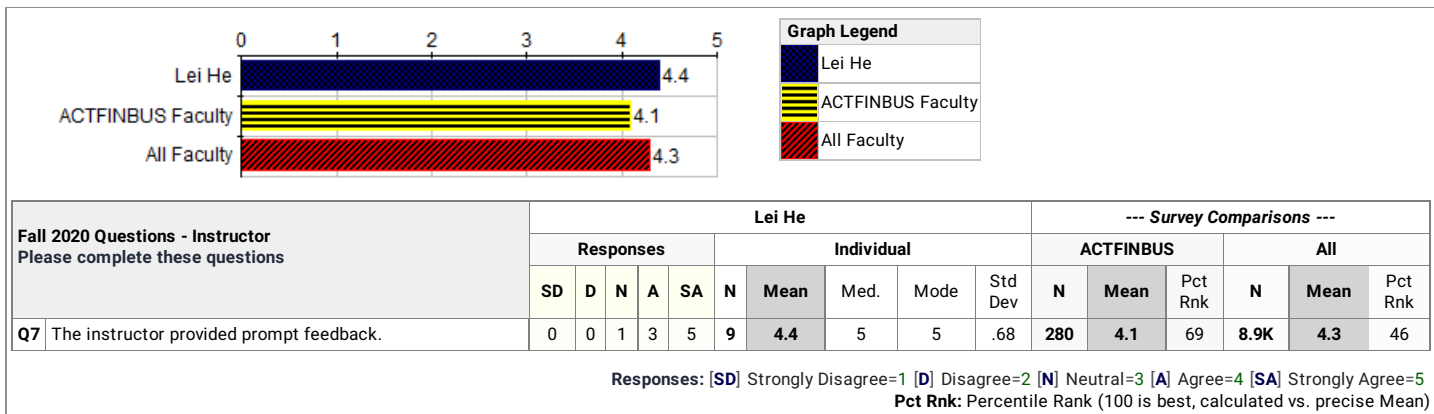 0 1 2 3 4 5
Lei He 4.4
ACTFINBUS Faculty 4.1
All Faculty 4.3
Graph Legend
Lei He
ACTFINBUS Faculty
All Faculty
Fall 2020 Questions - Instructor
Please complete these questions
Lei He --- Survey Comparisons ---
Responses Individual ACTFINBUS All
SD D N A SA N Mean Med. Mode Std Dev N Mean Pct Rnk N Mean Pct Rnk
Q7 The instructor provided prompt feedback. 0 0 1 3 5 9 4.4 5 5 .68 280 4.1 69 8.9K 4.3 46
Responses: [SD] Strongly Disagree=1 [D] Disagree=2 [N] Neutral=3 [A] Agree=4 [SA] Strongly Agree=5
Pct Rnk: Percentile Rank (100 is best, calculated vs. precise Mean)